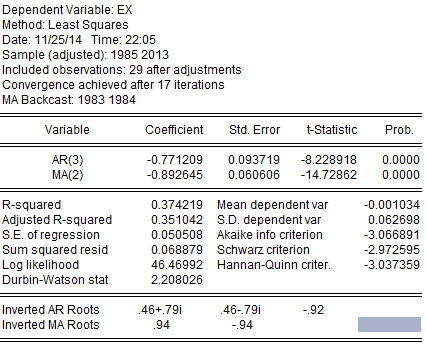 Dependent Variable: EX
Method: Least Squares
Date: 11/25/14 Time: 22:05
Sample (adjusted): 1985 2013
Included observations: 29 after adjustments
Convergence achieved after 17 iterations
MA Backcast: 1983 1984
Variable Coefficient Std. Error t-Statistic Prob.
AR(3) -0.771209 0.093719 -8.228918 0.0000
MA(2) -0.892645 0.060606 -14.72862 0.0000
R-squared 0.374219 Mean dependent var -0.001034
Adjusted R-squared 0.351042 S.D. dependent var 0.062698
S.E. of regression 0.050508 Akaike info criterion -3.066891
Sum squared resid 0.068879 Schwarz criterion -2.972595
Log likelihood 46.46992 Hannan-Quinn criter. -3.037359
Durbin-Watson stat 2.208026
Inverted AR Roots .46+.79i .46-.79i -.92
Inverted MA Roots .94 -.94